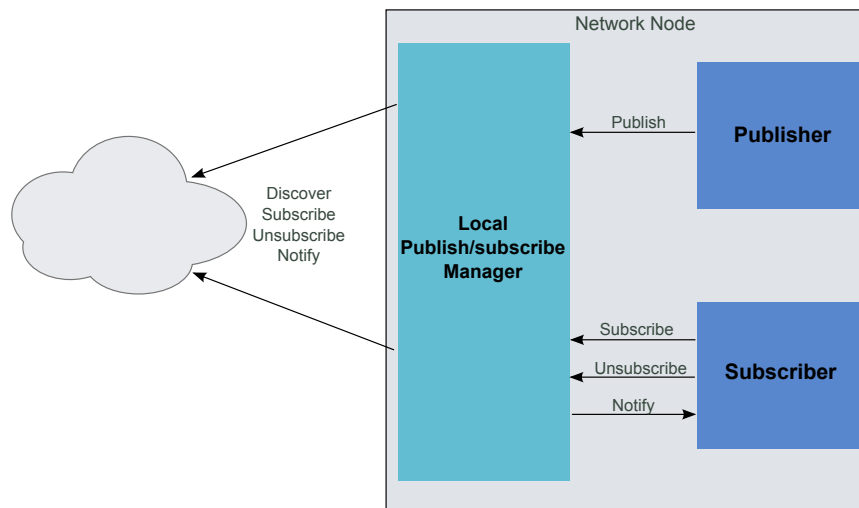 Network Node
Publish
Publisher
Discover
Subscribe
Unsubscribe
Notify
Local
Publish/subscribe
Manager
Subscribe
Unsubscribe
Notify
Subscriber